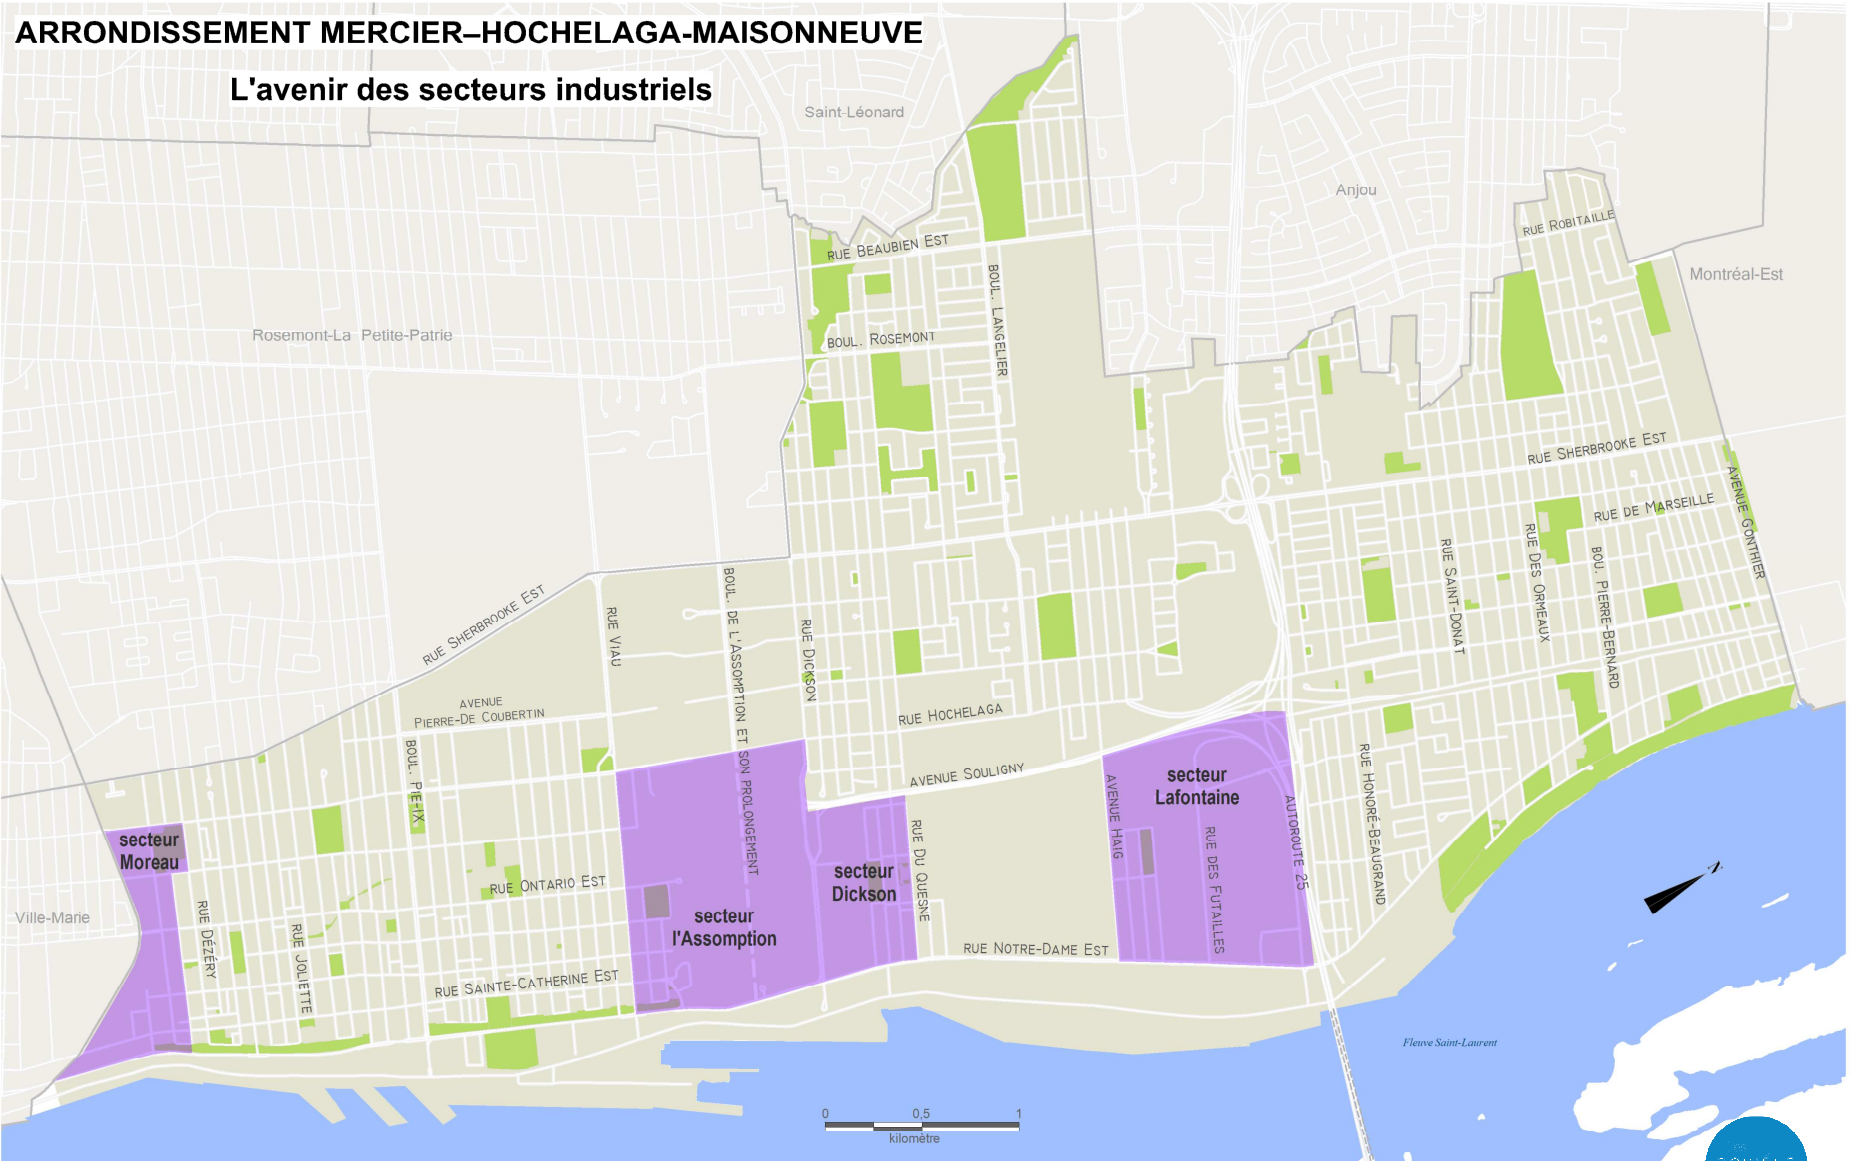 ARRONDISSEMENT MERCIER–HOCHELAGA-MAISONNEUVE
L'avenir des secteurs industriels
Saint-Léonard
Anjou
Montréal-Est
Rosemont-La Petite-Patrie
Ville-Marie
RUE ROBITAILLE
RUE BEAUBIEN EST
BOUL. LANGELIER
BOUL. ROSEMONT
RUE SHERBROOKE EST
RUE DE MARSEILLE
AVENUE GONTHIER
RUE SAINT-DONAT
RUE DES ORMEAUX
BOU. PIERRE-BERNARD
RUE SHERBROOKE EST
RUE VIAU
BOUL. DE L'ASSOMPTION ET SON PROLONGEMENT
RUE DICKSON
AVENUE
PIERRE-DE COUBERTIN
BOUL. PIE-IX
RUE HOCHELAGA
AVENUE SOULIGNY
secteur
Lafontaine
AVENUE HAIG
RUE DES FUTAILLES
AUTOROUTE 25
RUE HONORÉ-BEAUGRAND
secteur
Moreau
secteur
Dickson
RUE DU QUESNE
secteur
l'Assomption
RUE ONTARIO EST
RUE DÉZÉRY
RUE JOLIETTE
RUE SAINTE-CATHERINE EST
RUE NOTRE-DAME EST
Fleuve Saint-Laurent
0 0,5 1
kilomètre